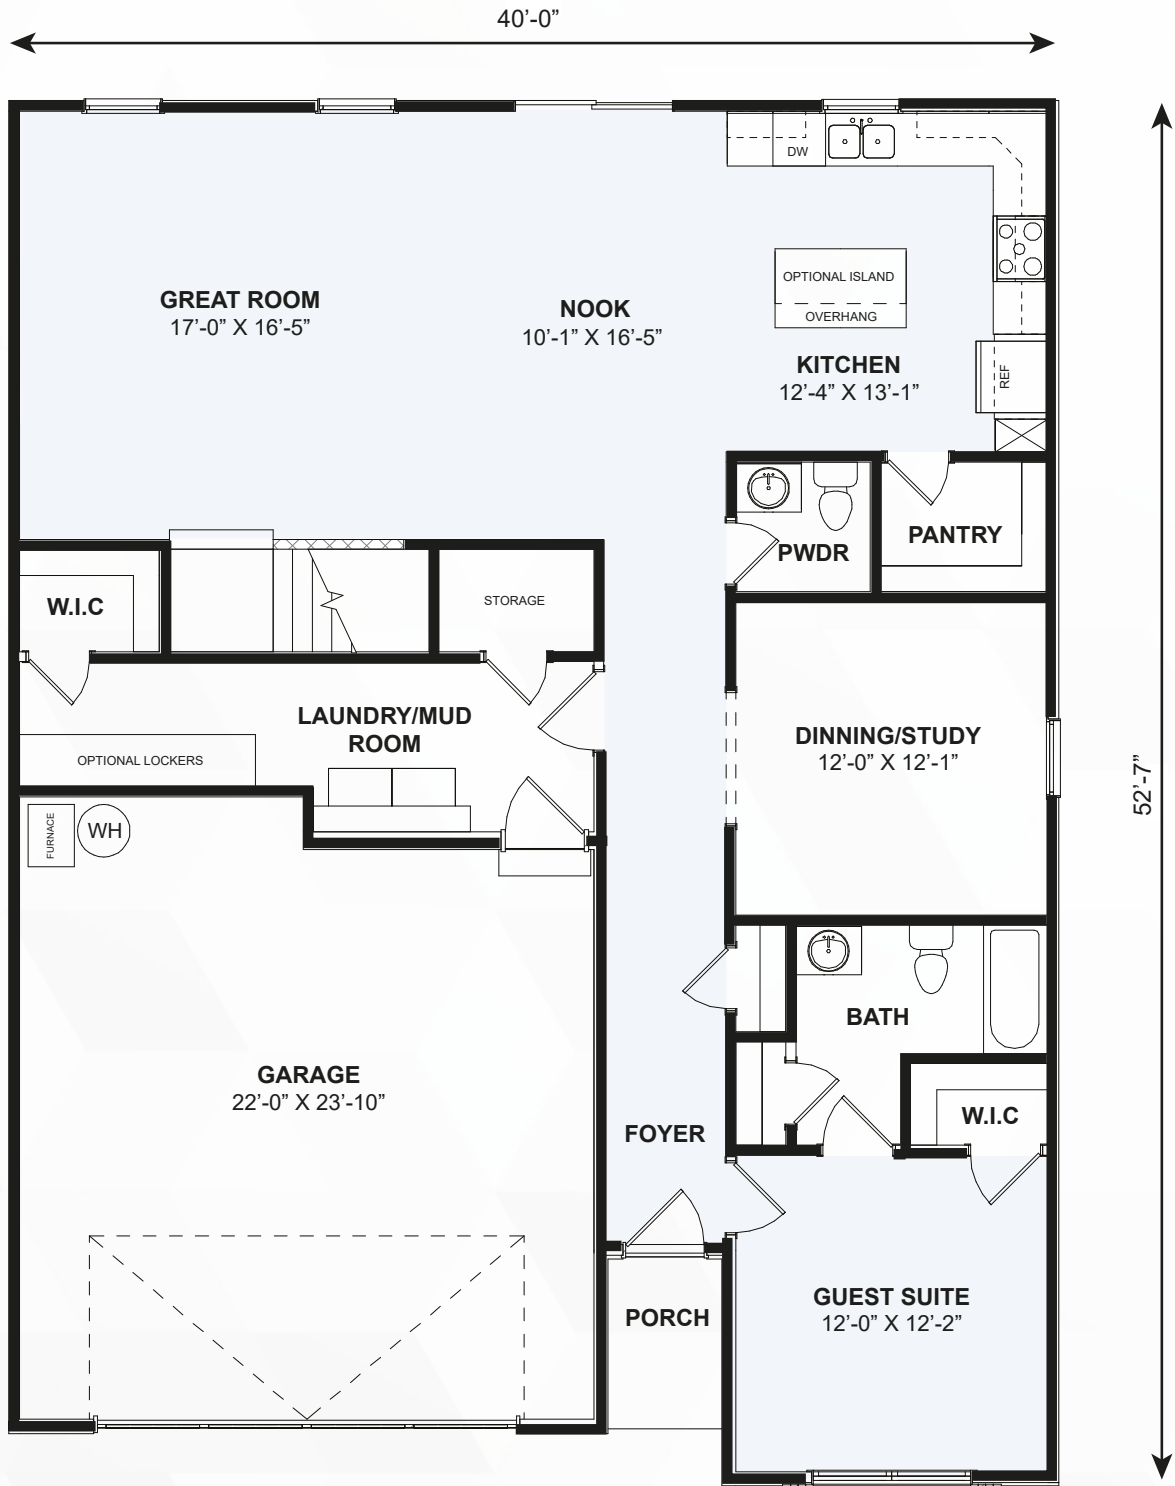 40’-0”
DW
OPTIONAL ISLAND
OVERHANG
GREAT ROOM
17’-0” X 16’-5”
NOOK
10’-1” X 16’-5”
KITCHEN
12’-4” X 13’-1”
REF
PWDR
PANTRY
W.I.C
STORAGE
LAUNDRY/MUD
ROOM
OPTIONAL LOCKERS
DINNING/STUDY
12’-0” X 12’-1”
52’-7”
FURNACE
WH
BATH
GARAGE
22’-0” X 23’-10”
W.I.C
FOYER
GUEST SUITE
12’-0” X 12’-2”
PORCH